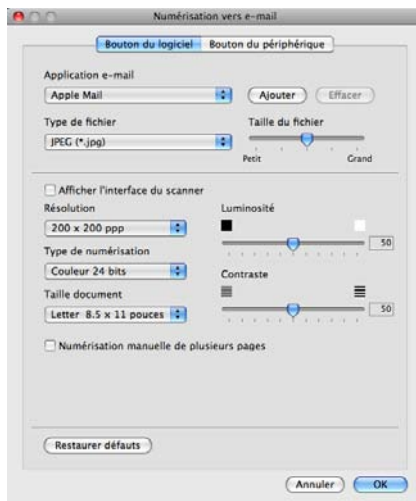 Numérisation vers e-mail
Bouton du logiciel Bouton du périphérique
Application e-mail
Apple Mail Ajouter Effacer
Type de fichier Taille du fichier
JPEG (*.jpg)
Petit Grand
Afficher l'interface du scanner
Résolution Luminosité
200 x 200 ppp
50
Type de numérisation
Couleur 24 bits
Contraste
Taille document
Letter 8.5 x 11 pouces 50
Numérisation manuelle de plusieurs pages
Restaurer défauts
Annuler OK